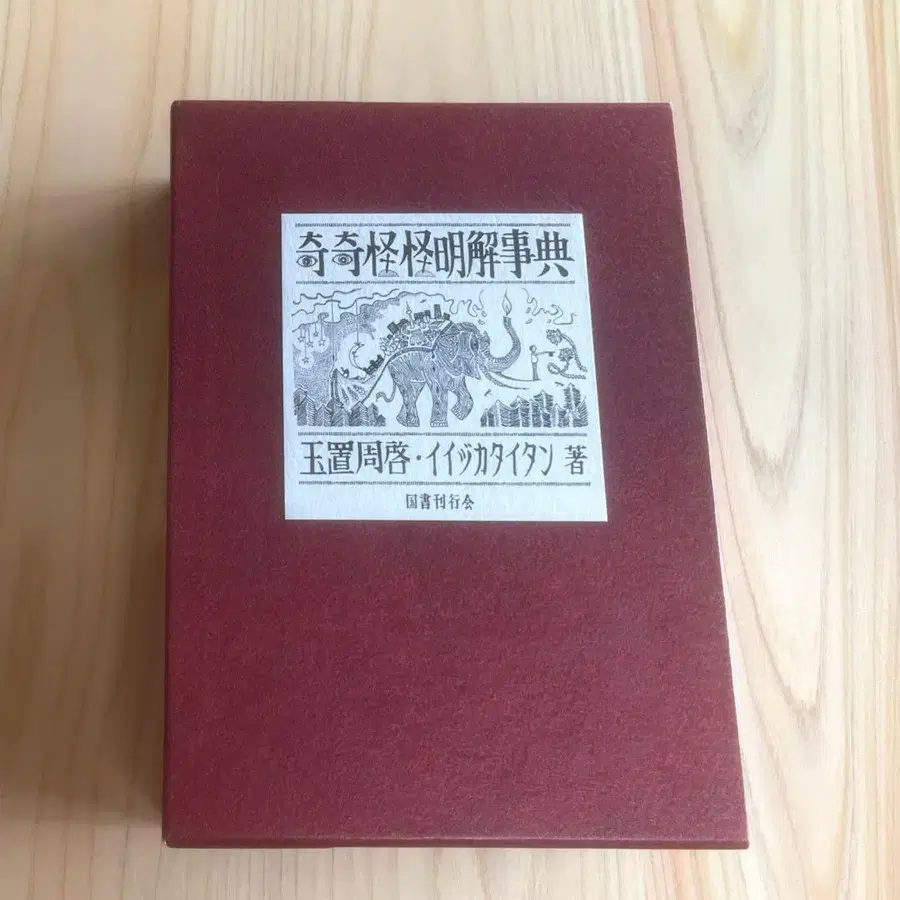 奇奇怪怪明解事典
玉置周啓・イイヅカタイタン 著
国書刊行会